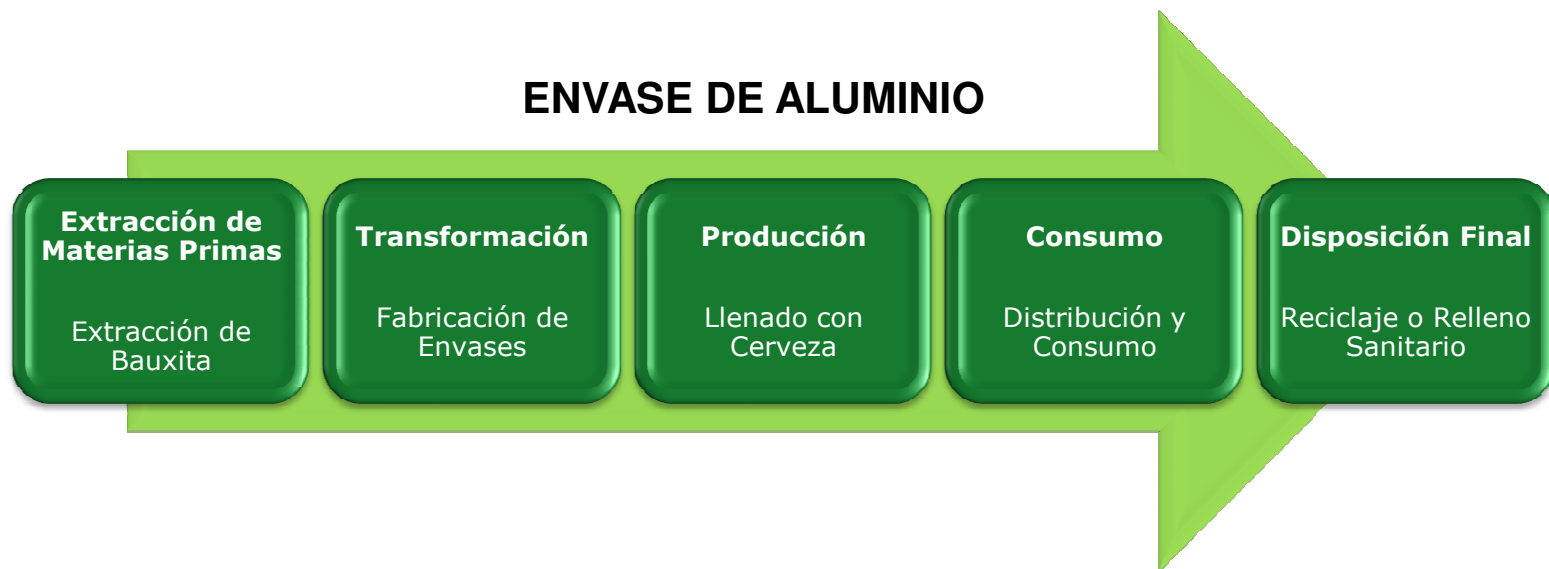 ENVASE DE ALUMINIO
Extracción de
Materias Primas
Extracción de
Bauxita
Transformación
Fabricación de
Envases
Producción
Llenado con
Cerveza
Consumo
Distribución y
Consumo
Disposición Final
Reciclaje o Relleno
Sanitario